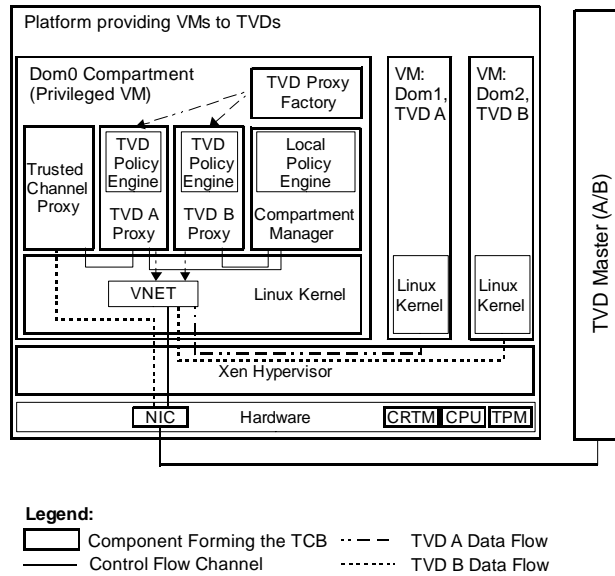 Platform providing VMs to TVDs
Dom0 Compartment
(Privileged VM)
TVD Proxy
Factory
VM:
Dom1,
TVD A
VM:
Dom2,
TVD B
Trusted
Channel
Proxy
TVD
Policy
Engine
TVD A
Proxy
TVD
Policy
Engine
TVD B
Proxy
Local
Policy
Engine
Compartment
Manager
VNET
Linux Kernel
Linux
Kernel
Linux
Kernel
Xen Hypervisor
NIC
Hardware
CRTM
CPU
TPM
TVD Master (A/B)
Legend:
Component Forming the TCB
TVD A Data Flow
Control Flow Channel
TVD B Data Flow